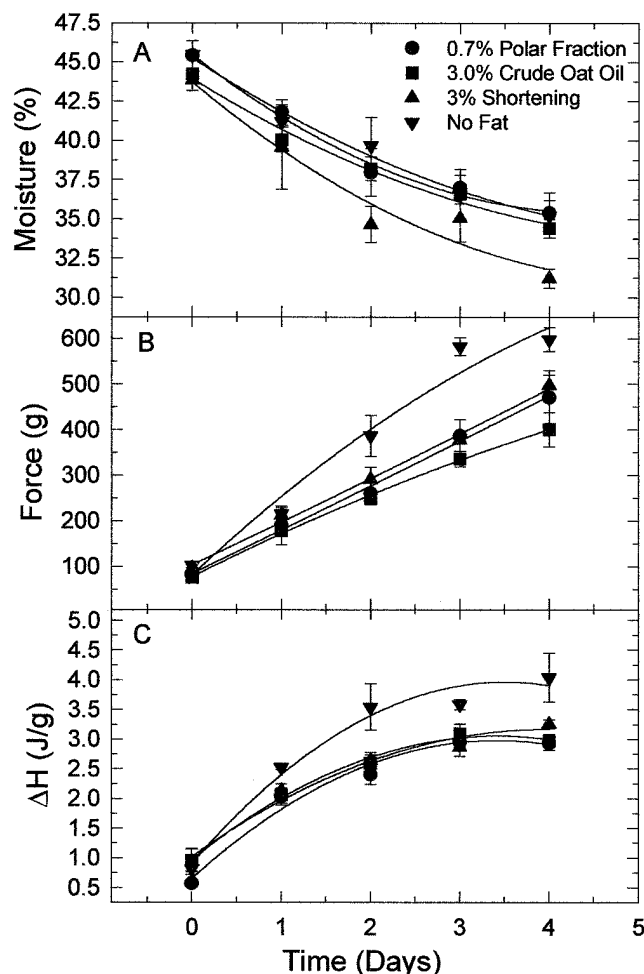 A
47.5
45.0
42.5
40.0
37.5
35.0
32.5
30.0
Moisture (%)
0.7% Polar Fraction
3.0% Crude Oat Oil
3% Shortening
No Fat
B
600
500
400
300
200
100
Force (g)
C
5.0
4.5
4.0
3.5
3.0
2.5
2.0
1.5
1.0
0.5
ΔH (J/g)
0 1 2 3 4 5
Time (Days)